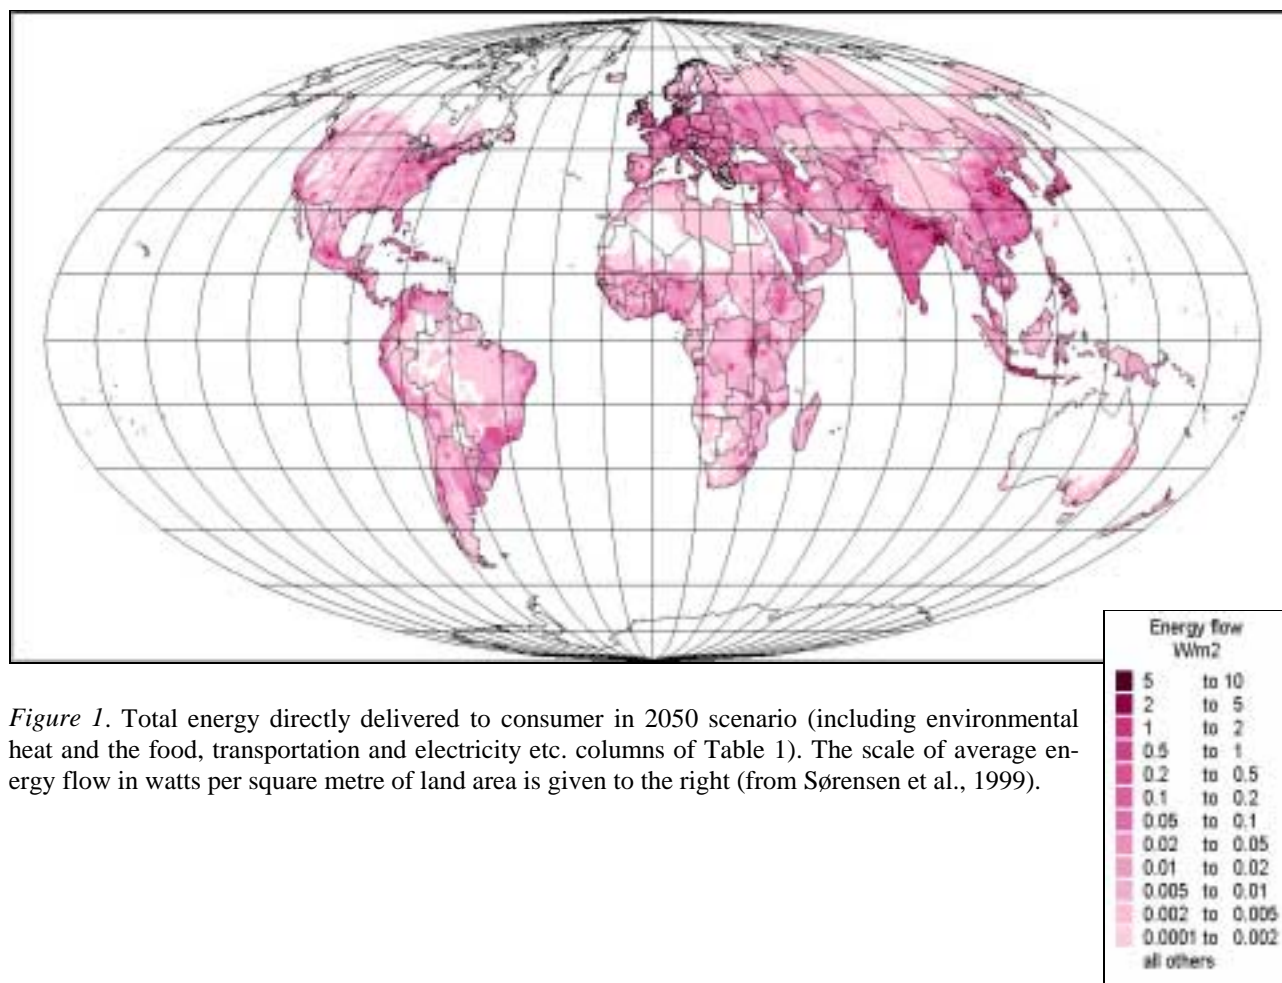 Energy flow
W/m2
5 to 10
2 to 5
1 to 2
0.5 to 1
0.2 to 0.5
0.1 to 0.2
0.05 to 0.1
0.02 to 0.05
0.01 to 0.02
0.005 to 0.01
0.002 to 0.005
0.0001 to 0.002
all others
Figure 1. Total energy directly delivered to consumer in 2050 scenario (including environmental
heat and the food, transportation and electricity etc. columns of Table 1). The scale of average en-
ergy flow in watts per square metre of land area is given to the right (from Sørensen et al., 1999).